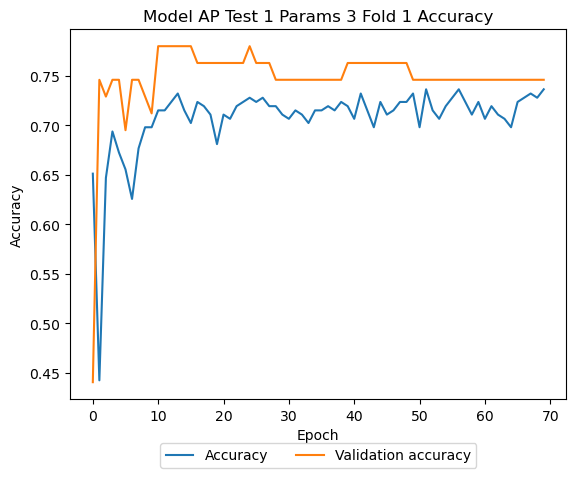 Model AP Test 1 Params 3 Fold 1 Accuracy
Accuracy
0.75
0.70
0.65
0.60
0.55
0.50
0.45
0 10 20 30 40 50 60 70
Epoch
Accuracy Validation accuracy